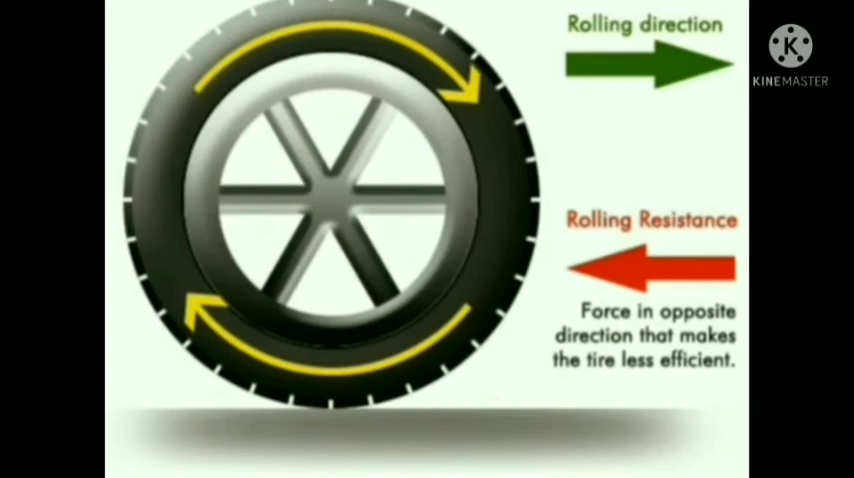 Rolling direction
K
KINEMASTER
Rolling Resistance
Force in opposite
direction that makes
the tire less efficient.